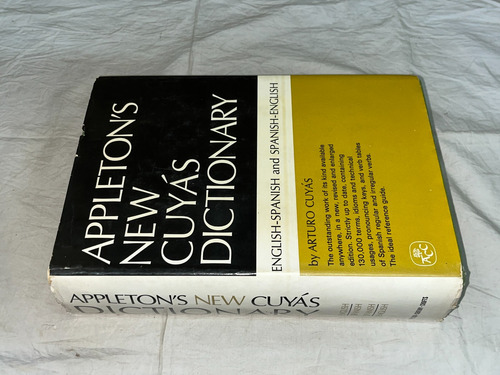 APPLETON'S
NEW
CUYÁS
DICTIONARY
ENGLISH-SPANISH and SPANISH-ENGLISH
by ARTURO CUYÁS
The outstanding work of its kind available
anywhere, in a new, revised and enlarged
edition. Strictly up to date, containing
130,000 terms, idioms and technical
usages, pronouncing keys, and verb tables
of Spanish regular and irregular verbs.
The ideal reference guide.
APPLETON'S NEW CUYÁS
DICTIONARY